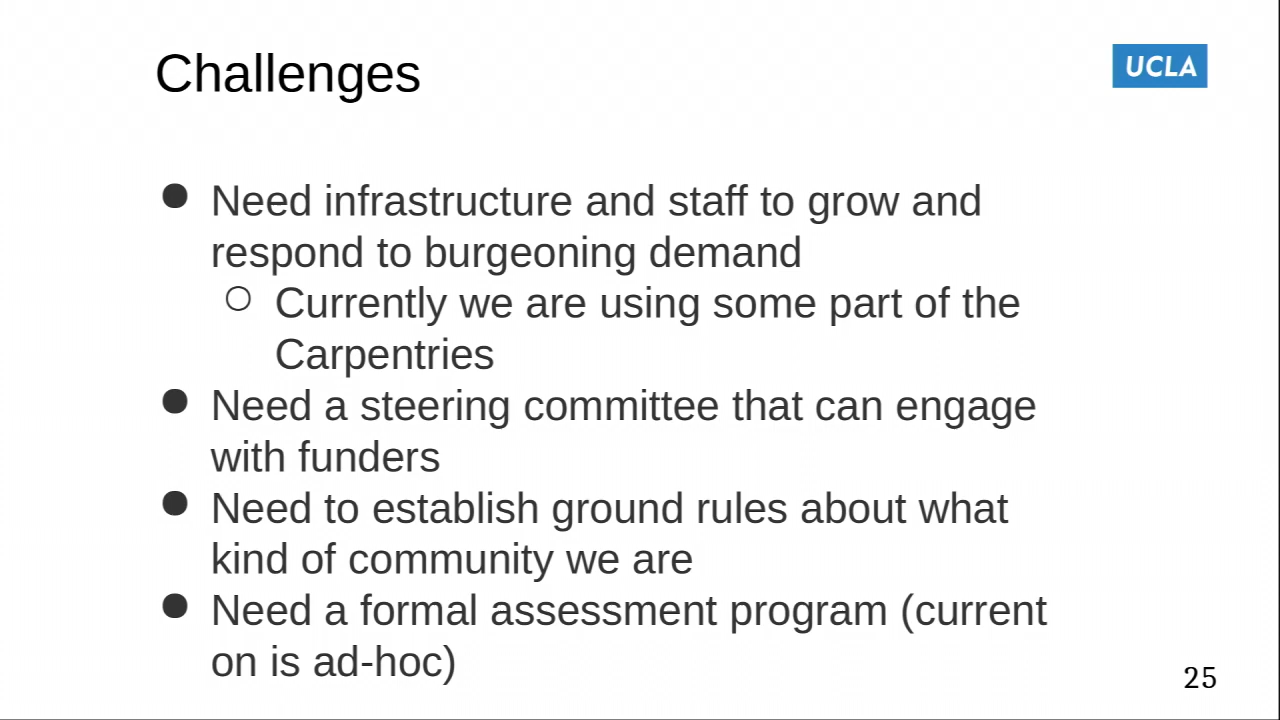 Challenges
UCLA
● Need infrastructure and staff to grow and
respond to burgeoning demand
○ Currently we are using some part of the
Carpentries
● Need a steering committee that can engage
with funders
● Need to establish ground rules about what
kind of community we are
● Need a formal assessment program (current
on is ad-hoc)
25